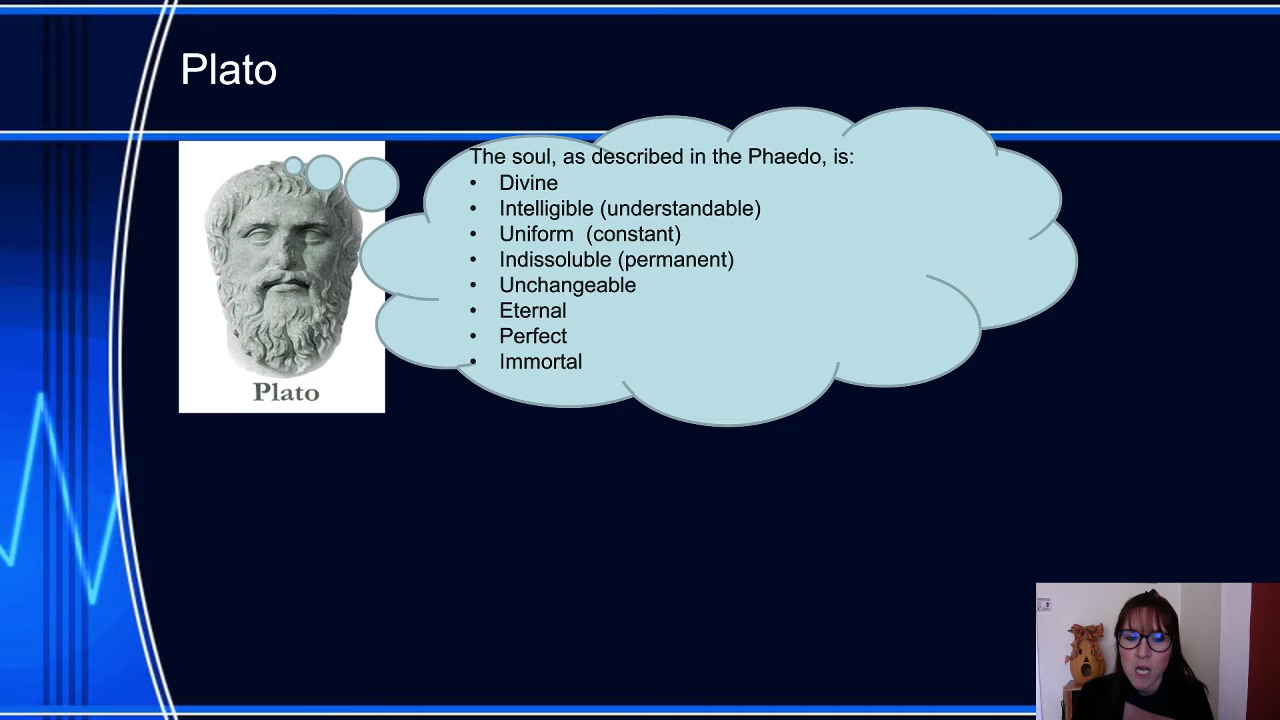 Plato
The soul, as described in the Phaedo, is:
• Divine
• Intelligible (understandable)
• Uniform  (constant)
• Indissoluble (permanent)
• Unchangeable
• Eternal
• Perfect
• Immortal
Plato